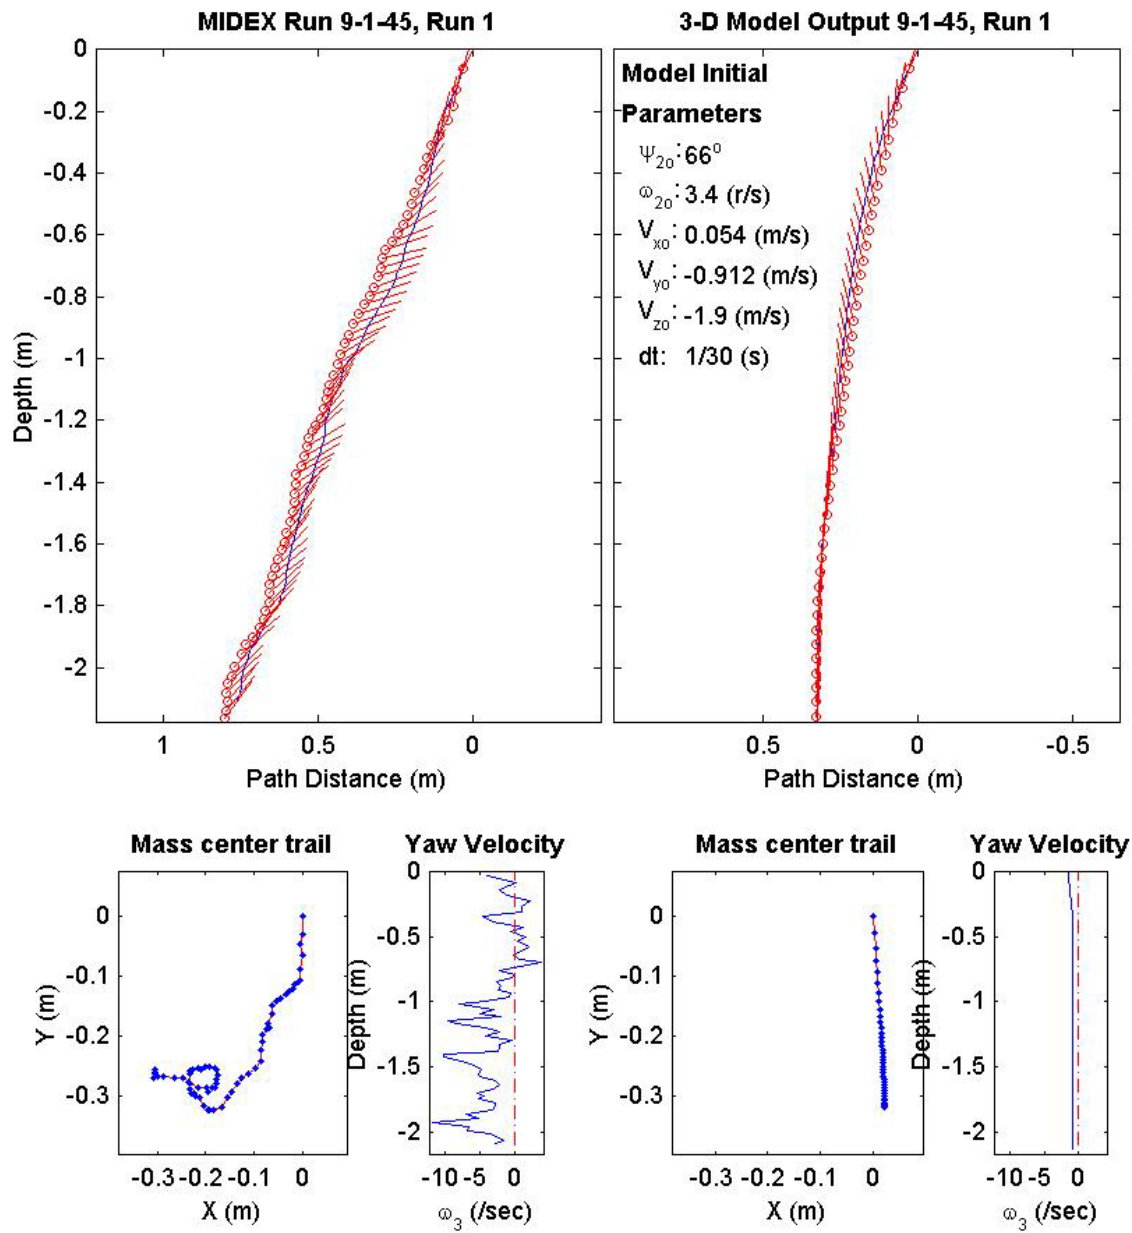 MIDEX Run 9-1-45, Run 1
0
-0.2
-0.4
-0.6
-0.8
-1
-1.2
-1.4
-1.6
-1.8
-2
Depth (m)
1 0.5 0
Path Distance (m)
3-D Model Output 9-1-45, Run 1
Model Initial
Parameters
Ψ2o: 66o
ω2o: 3.4 (r/s)
Vxo: 0.054 (m/s)
Vyo: -0.912 (m/s)
Vzo: -1.9 (m/s)
dt: 1/30 (s)
0.5 0 -0.5
Path Distance (m)
Mass center trail
0
-0.1
-0.2
-0.3
Y (m)
-0.3 -0.2 -0.1 0
X (m)
Yaw Velocity
0
-0.5
-1
-1.5
-2
Depth (m)
-10 -5 0
ω3 (/sec)
Mass center trail
0
-0.1
-0.2
-0.3
Y (m)
-0.3 -0.2 -0.1 0
X (m)
Yaw Velocity
0
-0.5
-1
-1.5
-2
Depth (m)
-10 -5 0
ω3 (/sec)